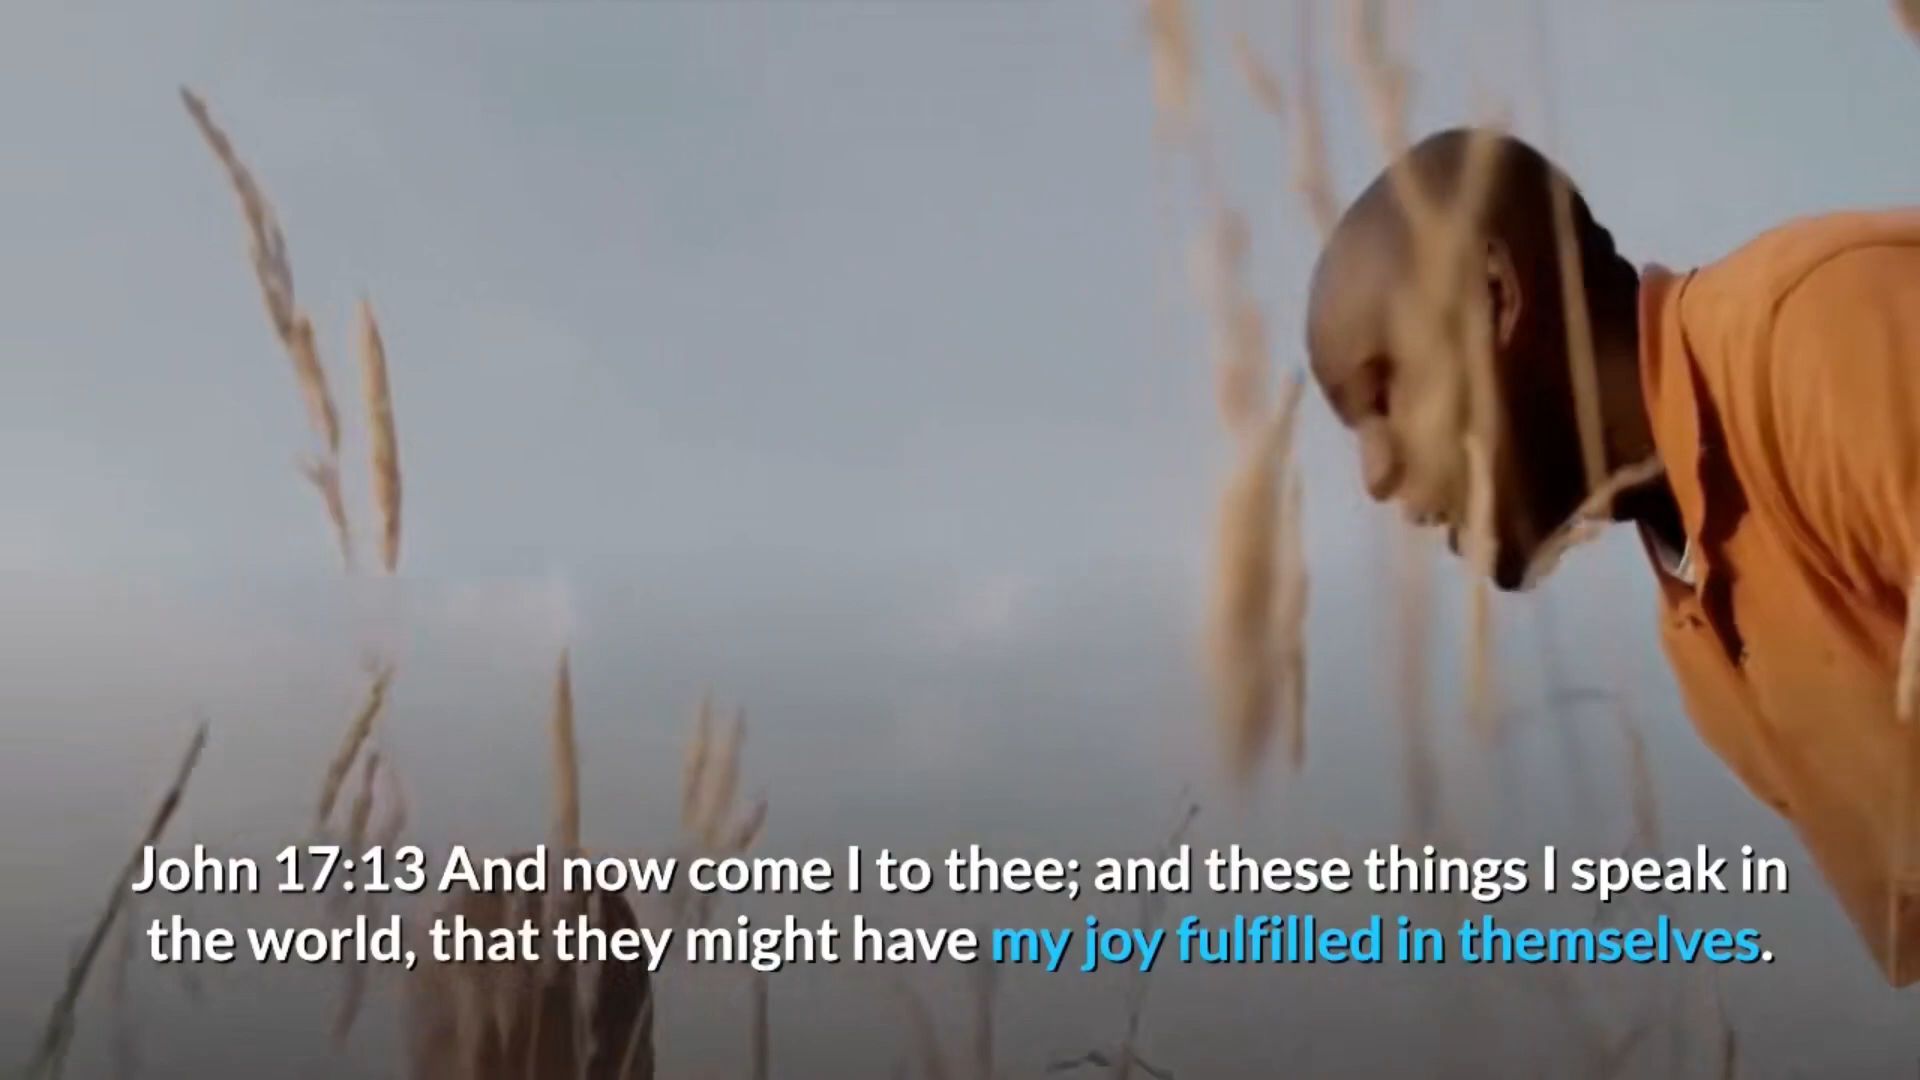 John 17:13 And now come I to thee; and these things I speak in
the world, that they might have my joy fulfilled in themselves.